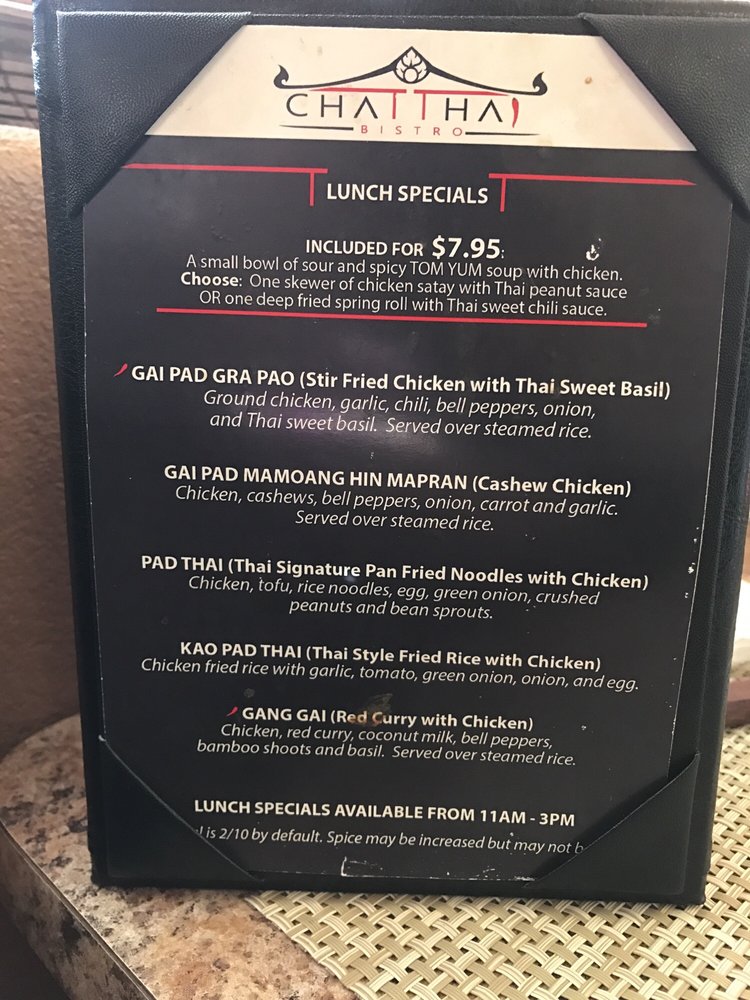 CHATTHAI
BISTRO
LUNCH SPECIALS
INCLUDED FOR $7.95:
A small bowl of sour and spicy TOM YUM soup with chicken.
Choose: One skewer of chicken satay with Thai peanut sauce
OR one deep fried spring roll with Thai sweet chili sauce.
GAI PAD GRA PAO (Stir Fried Chicken with Thai Sweet Basil)
Ground chicken, garlic, chili, bell peppers, onion,
and Thai sweet basil. Served over steamed rice.
GAI PAD MAMOANG HIN MAPRAN (Cashew Chicken)
Chicken, cashews, bell peppers, onion, carrot and garlic.
Served over steamed rice.
PAD THAI (Thai Signature Pan Fried Noodles with Chicken)
Chicken, tofu, rice noodles, egg, green onion, crushed
peanuts and bean sprouts.
KAO PAD THAI (Thai Style Fried Rice with Chicken)
Chicken fried rice with garlic, tomato, green onion, onion, and egg.
GANG GAI (Red Curry with Chicken)
Chicken, red curry, coconut milk, bell peppers,
bamboo shoots and basil. Served over steamed rice.
LUNCH SPECIALS AVAILABLE FROM 11AM - 3PM
is 2/10 by default. Spice may be increased but may not